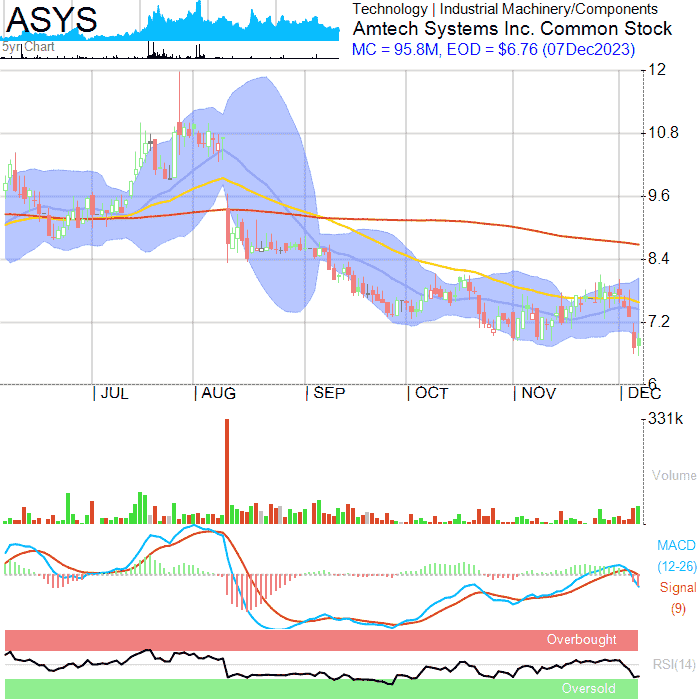 ASYS
5yr Chart
Technology | Industrial Machinery/Components
Amtech Systems Inc. Common Stock
MC = 95.8M, EOD = $6.76 (07Dec2023)
12
10.8
9.6
8.4
7.2
6
JUL AUG SEP OCT NOV DEC
331k
Volume
MACD
(12-26)
Signal
(9)
Overbought
RSI(14)
Oversold